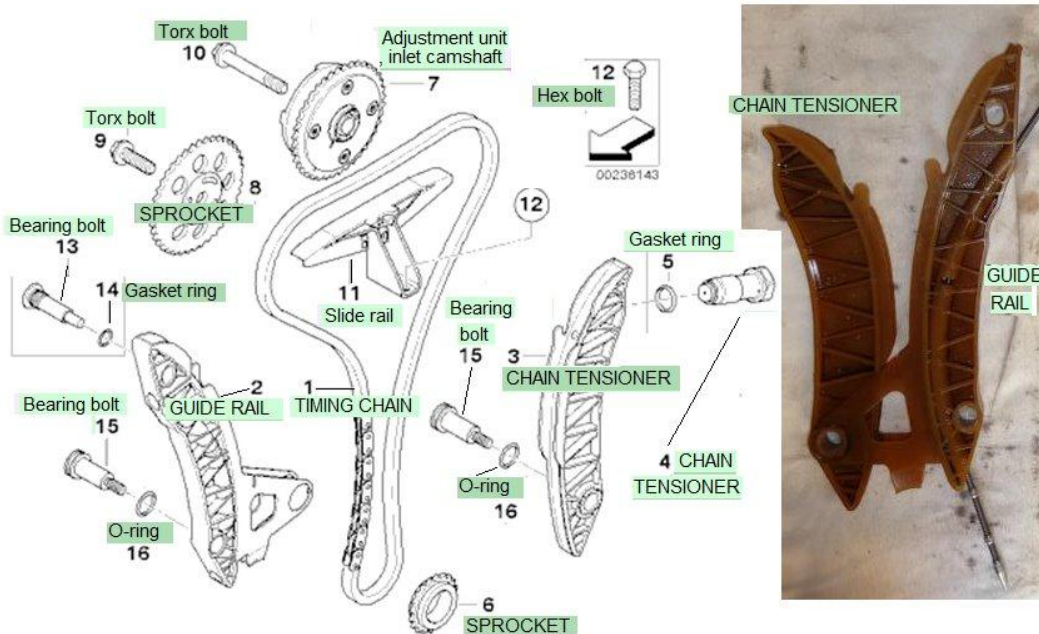 Torx bolt
10
Adjustment unit
inlet camshaft
7
12
Hex bolt
00238143
CHAIN TENSIONER
Torx bolt
9
8
SPROCKET
12
Bearing bolt
13
14 Gasket ring
11
Slide rail
Gasket ring
5
GUIDE
RAIL
Bearing
bolt
15
3
CHAIN TENSIONER
2
GUIDE RAIL
1
TIMING CHAIN
Bearing bolt
15
4 CHAIN
TENSIONER
O-ring
16
O-ring
16
6
SPROCKET